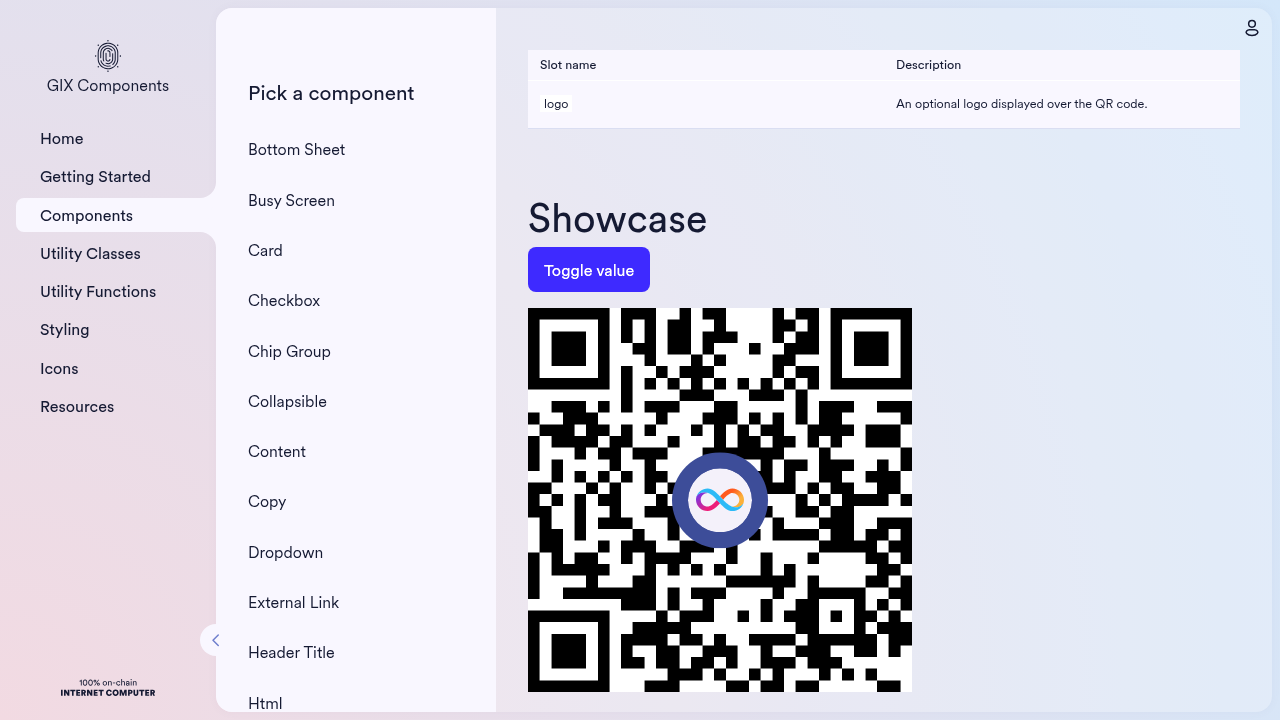 GIX Components
Home
Getting Started
Components
Utility Classes
Utility Functions
Styling
Icons
Resources
100% on-chain
INTERNET COMPUTER
Pick a component
Bottom Sheet
Busy Screen
Card
Checkbox
Chip Group
Collapsible
Content
Copy
Dropdown
External Link
Header Title
Html
Slot name Description
logo An optional logo displayed over the QR code.
Showcase
Toggle value